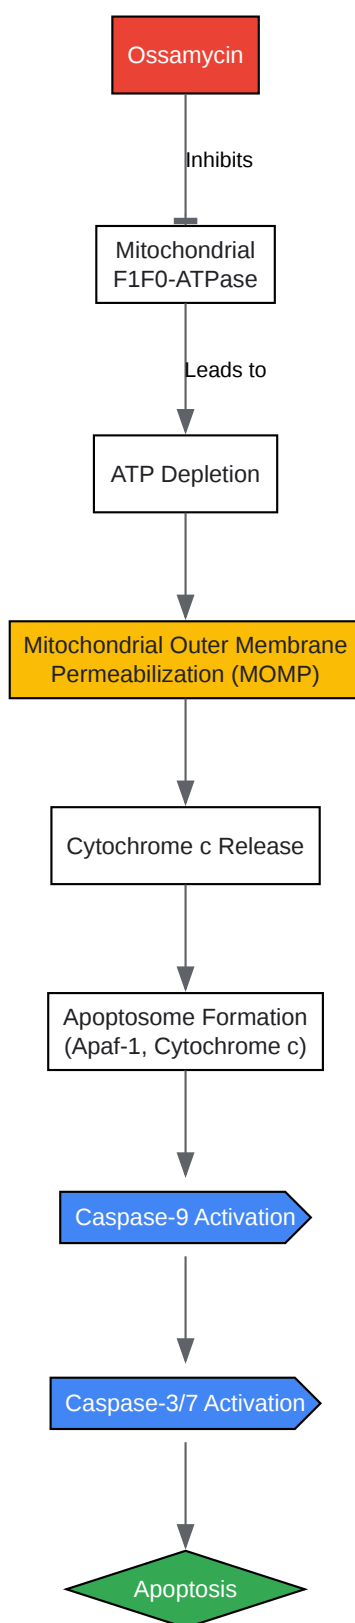 Ossamycin
Inhibits
Mitochondrial
F1F0-ATPase
Leads to
ATP Depletion
Mitochondrial Outer Membrane
Permeabilization (MOMP)
Cytochrome c Release
Apoptosome Formation
(Apaf-1, Cytochrome c)
Caspase-9 Activation
Caspase-3/7 Activation
Apoptosis